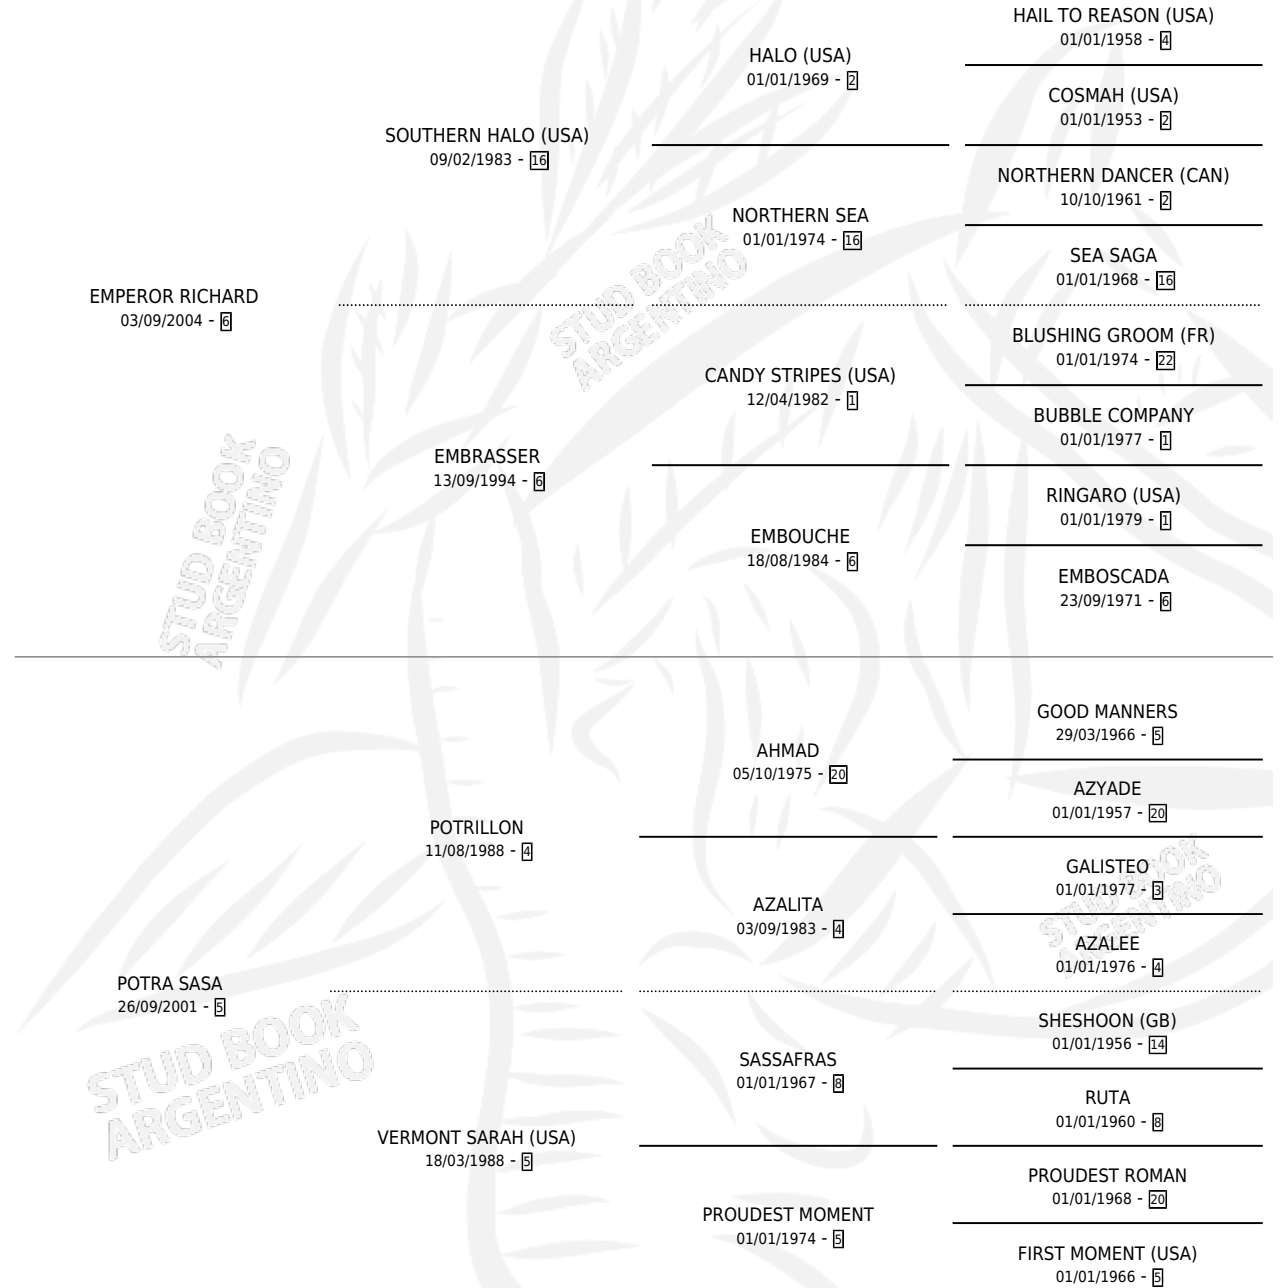 HAIL TO REASON (USA)
01/01/1958 - 4
HALO (USA)
01/01/1969 - 2
COSMAH (USA)
01/01/1953 - 2
SOUTHERN HALO (USA)
09/02/1983 - 16
NORTHERN DANCER (CAN)
10/10/1961 - 2
NORTHERN SEA
01/01/1974 - 16
SEA SAGA
01/01/1968 - 16
EMPEROR RICHARD
03/09/2004 - 6
STUD BOOK
ARGENTINO
BLUSHING GROOM (FR)
01/01/1974 - 22
CANDY STRIPES (USA)
12/04/1982 - 1
BUBBLE COMPANY
01/01/1977 - 1
EMBRASSER
13/09/1994 - 6
RINGARO (USA)
01/01/1979 - 1
EMBOUCHE
18/08/1984 - 6
EMBOSCADA
23/09/1971 - 6
STUD BOOK
ARGENTINO
GOOD MANNERS
29/03/1966 - 5
AHMAD
05/10/1975 - 20
AZYADE
01/01/1957 - 20
POTRILLON
11/08/1988 - 4
GALISTEO
01/01/1977 - 3
AZALITA
03/09/1983 - 4
AZALEE
01/01/1976 - 4
STUD BOOK
ARGENTINO
POTRA SASA
26/09/2001 - 5
SHESHOON (GB)
01/01/1956 - 14
SASSAFRAS
01/01/1967 - 8
RUTA
01/01/1960 - 8
STUD BOOK
ARGENTINO
VERMONT SARAH (USA)
18/03/1988 - 5
PROUDEST ROMAN
01/01/1968 - 20
PROUDEST MOMENT
01/01/1974 - 5
FIRST MOMENT (USA)
01/01/1966 - 5